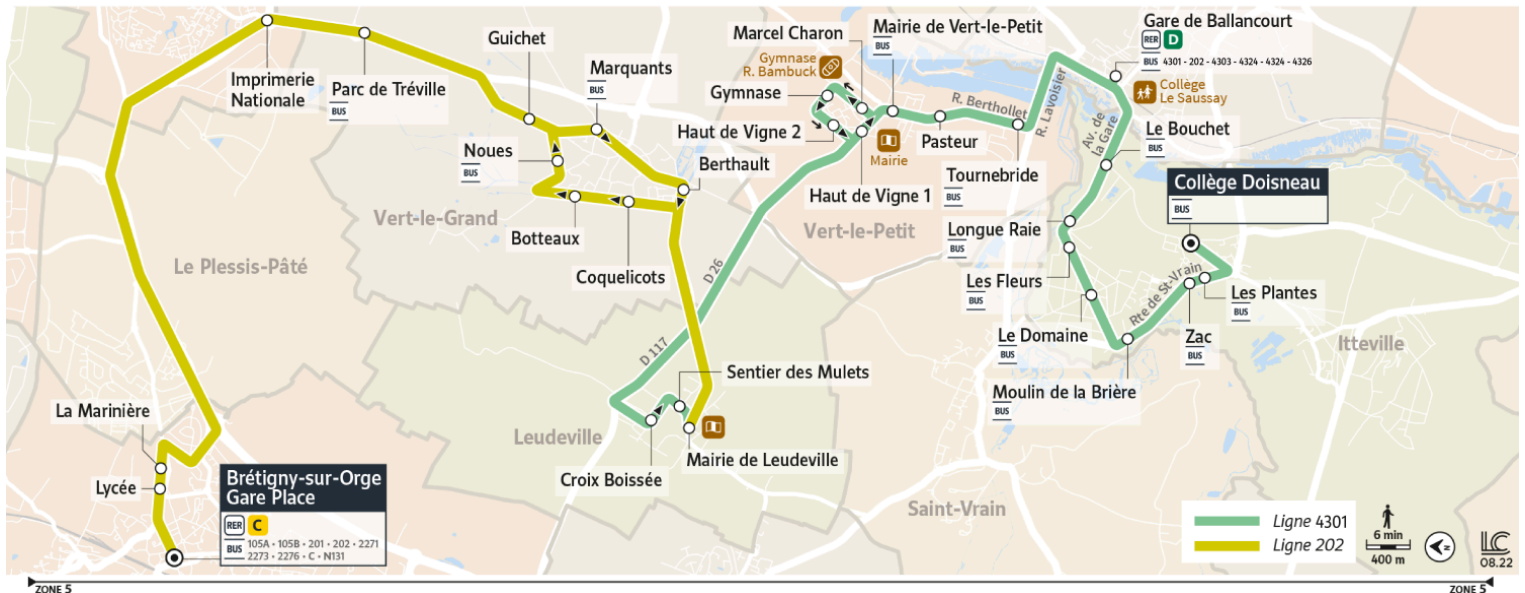 Guichet
Marquants
BUS
Imprimerie
Nationale
Parc de Tréville
BUS
Noues
BUS
Berthault
Botteaux
Coquelicots
Vert-le-Grand
Le Plessis-Pâté
Marcel Charon
Gymnase
R. Bambuck
Gymnase
Haut de Vigne 2
Haut de Vigne 1
Mairie de Vert-le-Petit
BUS
Mairie
Pasteur
R. Berthollet
R. Lavoisier
Tournebride
BUS
Vert-le-Petit
Gare de Ballancourt
RER D
BUS 4301 - 202 - 4303 - 4324 - 4324 - 4326
Collège
Le Saussay
Av. de
la Gare
Le Bouchet
BUS
Collège Doisneau
BUS
Longue Raie
BUS
Les Fleurs
BUS
Le Domaine
BUS
Rte de St-Vrain
Les Plantes
BUS
Zac
BUS
Moulin de la Brière
BUS
Itteville
D 26
D 117
Sentier des Mulets
Leudeville
Croix Boissée
Mairie de Leudeville
Saint-Vrain
La Marinière
Lycée
Brétigny-sur-Orge
Gare Place
RER C
BUS 105A • 105B • 201 • 202 • 2271
2273 • 2276 • C • N131
Ligne 4301
Ligne 202
6 min
400 m
N
LC
08.22
ZONE 5
ZONE 5